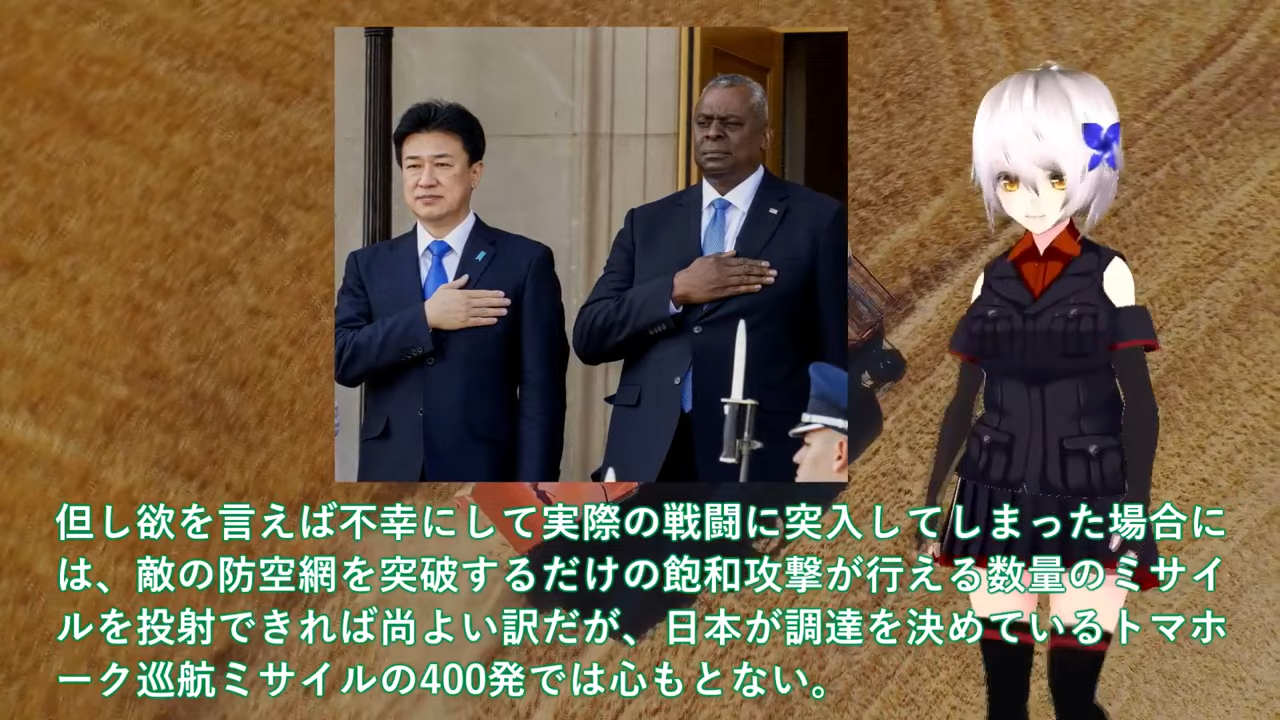 但し欲を言えば不幸にして実際の戦闘に突入してしまった場合に
は、敵の防空網を突破するだけの飽和攻撃が行える数量のミサイ
ルを投射できれば尚よい訳だが、日本が調達を決めているトマホ
ーク巡航ミサイルの400発では心もとない。